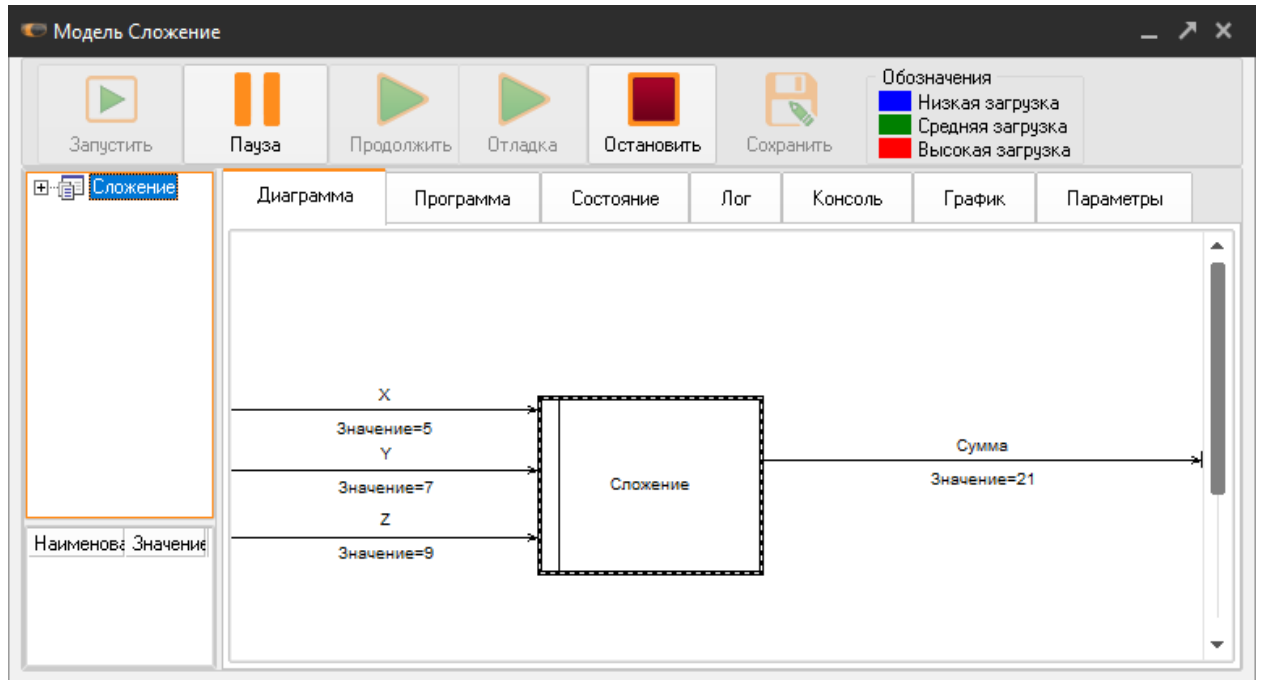 Модель Сложение
Запустить
Пауза
Продолжить
Отладка
Остановить
Сохранить
Обозначения
Низкая загрузка
Средняя загрузка
Высокая загрузка
Сложение
Диаграмма
Программа
Состояние
Лог
Консоль
График
Параметры
X
Значение=5
Y
Значение=7
Z
Значение=9
Сложение
Сумма
Значение=21
Наименова Значение